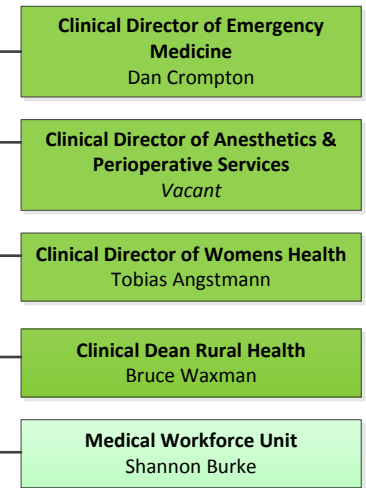 Clinical Director of Emergency
Medicine
Dan Crompton
Clinical Director of Anesthetics &
Perioperative Services
Vacant
Clinical Director of Womens Health
Tobias Angstmann
Clinical Dean Rural Health
Bruce Waxman
Medical Workforce Unit
Shannon Burke